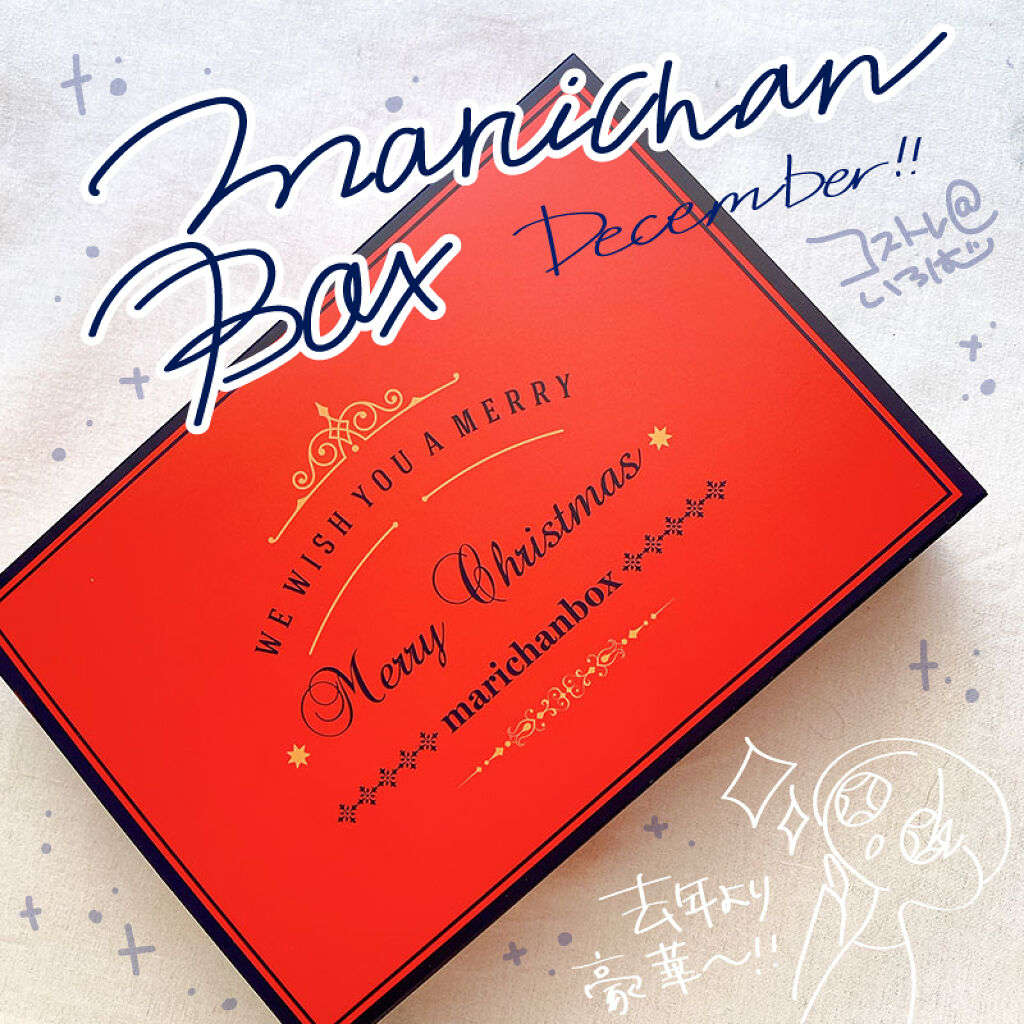 marichan
Box
December!!
コストレ@
いろは
WE WISH YOU A MERRY
Merry Christmas
marichanbox
去年より
豪華〜!!